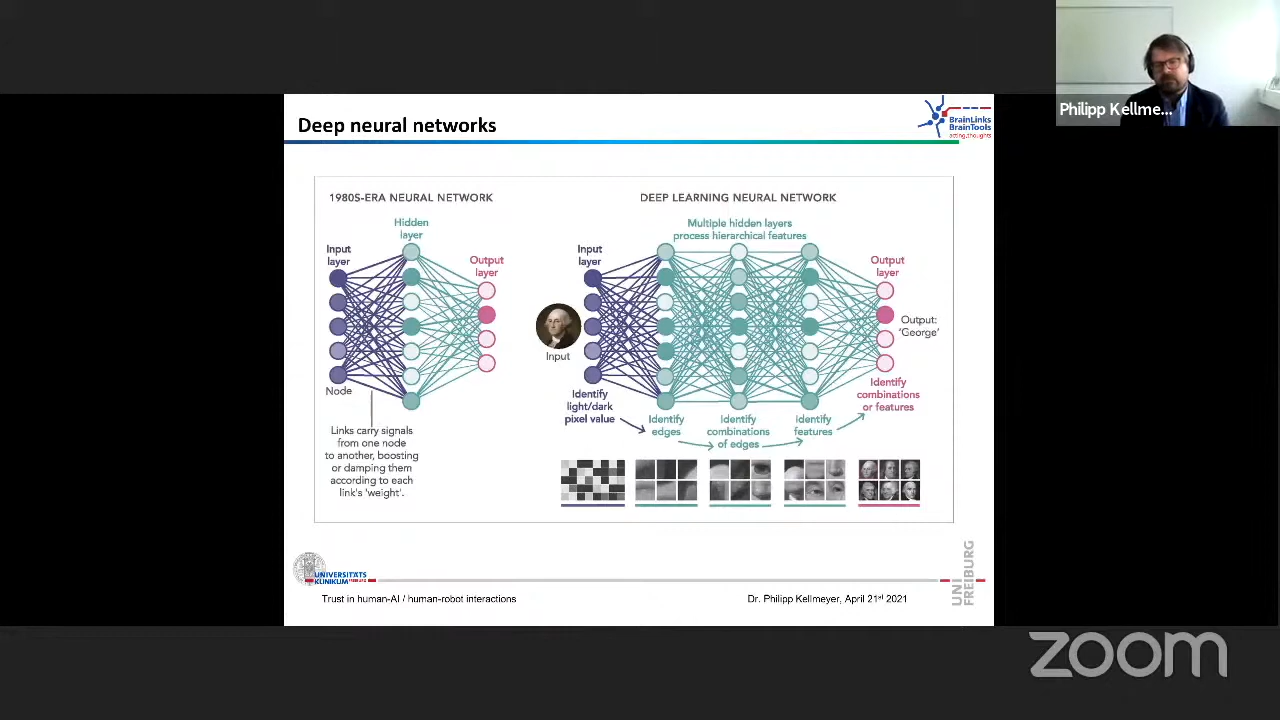 Philipp Kellme...
Deep neural networks
BrainLinks
BrainTools
acting.thoughts
1980S-ERA NEURAL NETWORK
Hidden
layer
Input
layer
Output
layer
Node
Links carry signals
from one node
to another, boosting
or damping them
according to each
link's 'weight'.
DEEP LEARNING NEURAL NETWORK
Multiple hidden layers
process hierarchical features
Input
layer
Output
layer
Input
Output:
'George'
Identify
light/dark
pixel value
Identify
edges
Identify
combinations
of edges
Identify
features
Identify
combinations
or features
UNIVERSITÄTS
KLINIKUM FREIBURG
UNI
FREIBURG
Trust in human-AI / human-robot interactions
Dr. Philipp Kellmeyer, April 21st 2021
zoom